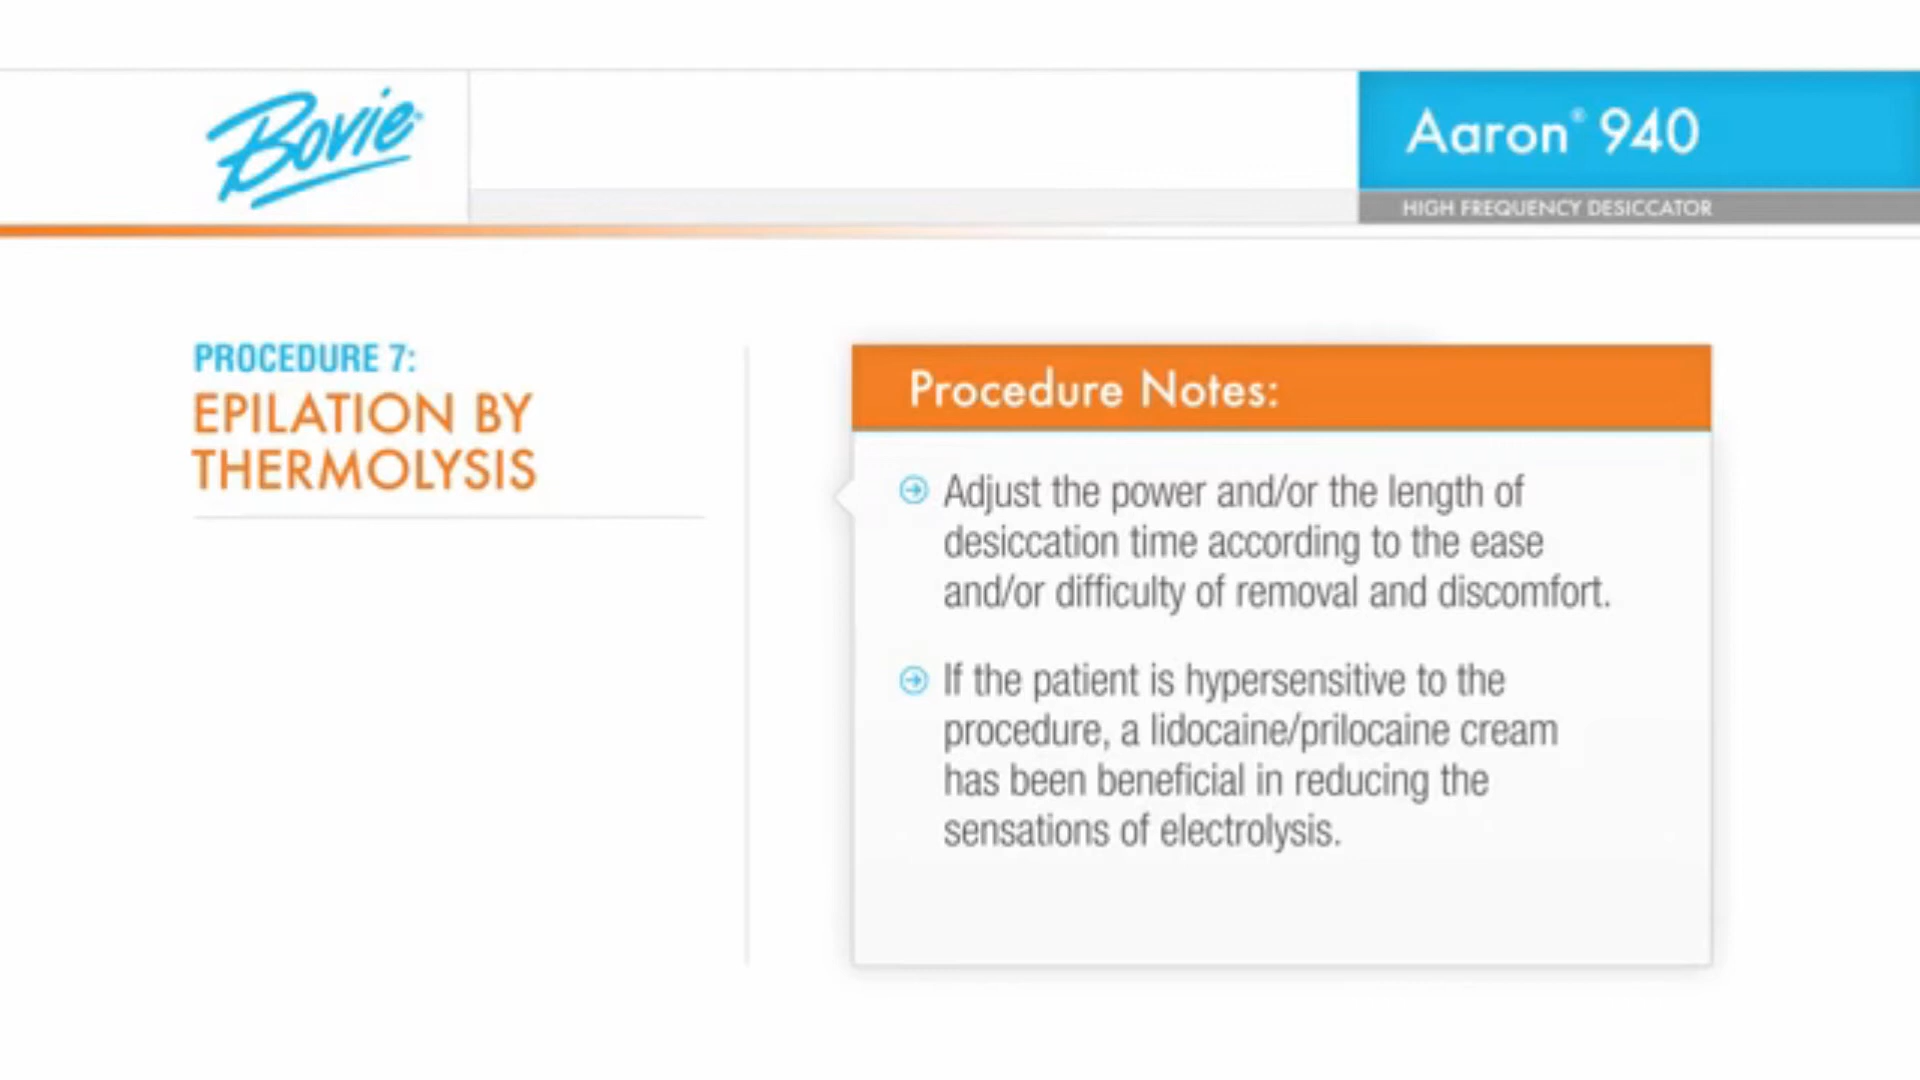 Bovie®
Aaron® 940
HIGH FREQUENCY DESICCATOR
PROCEDURE 7:
EPILATION BY
THERMOLYSIS
Procedure Notes:
Adjust the power and/or the length of
desiccation time according to the ease
and/or difficulty of removal and discomfort.
If the patient is hypersensitive to the
procedure, a lidocaine/prilocaine cream
has been beneficial in reducing the
sensations of electrolysis.